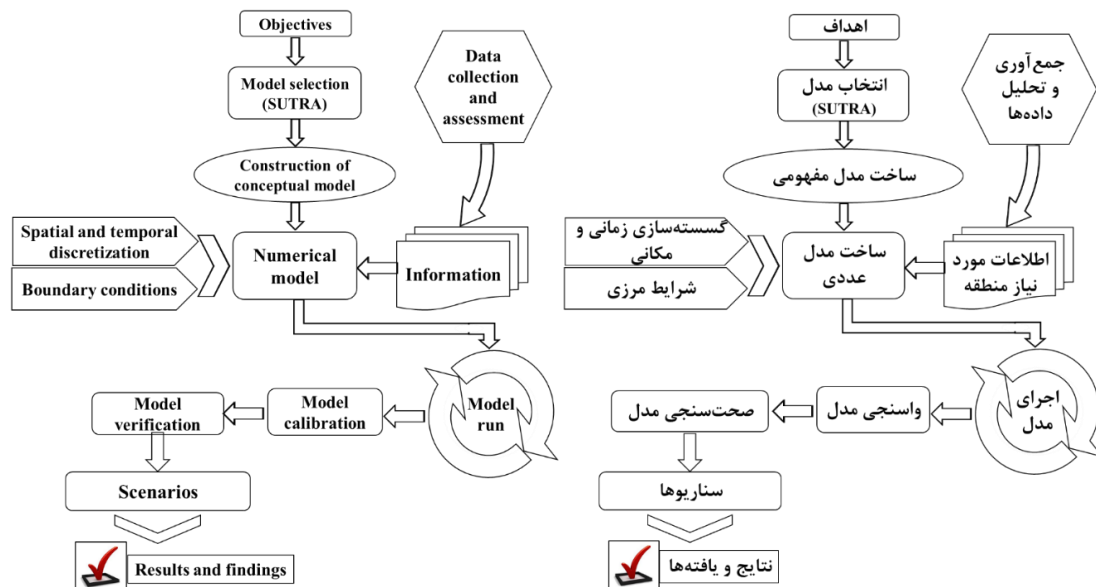 Objectives
Model selection
(SUTRA)
Data
collection
and
assessment
Construction of
conceptual model
Spatial and temporal
discretization
Boundary conditions
Numerical
model
Information
Model
run
Model
calibration
Model
verification
Scenarios
Results and findings
اهداف
انتخاب مدل
(SUTRA)
جمع‌آوری
و تحلیل
داده‌ها
ساخت مدل مفهومی
گسسته‌سازی زمانی و
مکانی
شرایط مرزی
ساخت مدل
عددی
اطلاعات مورد
نیاز منطقه
اجرای
مدل
واسنجی مدل
صحت‌سنجی مدل
سناریوها
نتایج و یافته‌ها